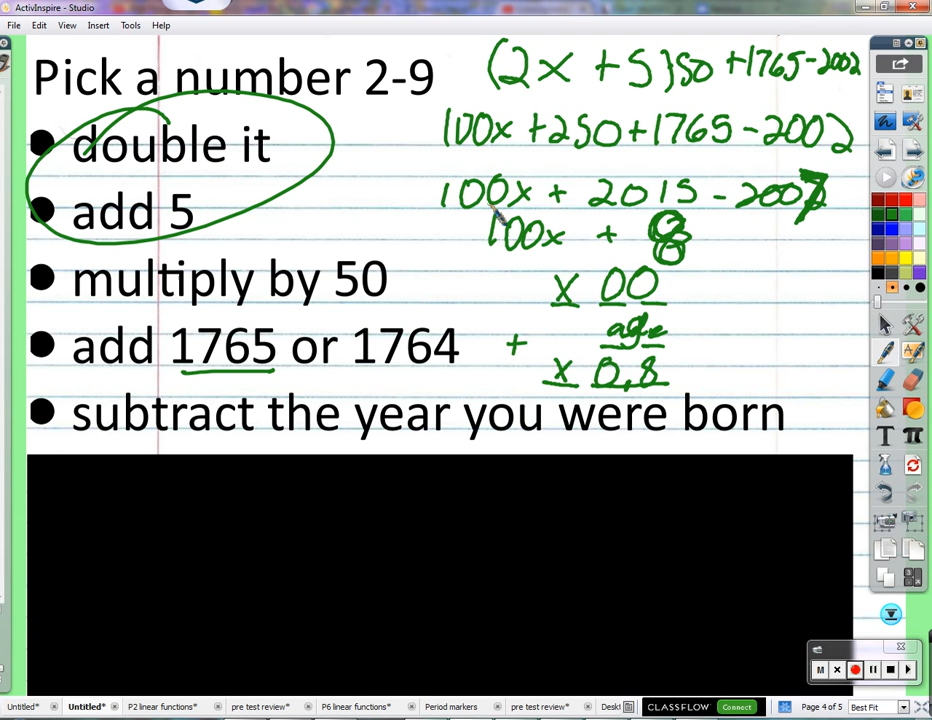 ActivInspire - Studio
File Edit View Insert Tools Help
Pick a number 2-9
● double it
● add 5
● multiply by 50
● add 1765 or 1764
● subtract the year you were born
(2x + 5)50 + 1765 - 2002
100x + 250 + 1765 - 2002
100x + 2015 - 2007
100x + 8
x 00
+ age
x 0,8
M
Untitled* Untitled* P2 linear functions* pre test review* P6 linear functions* Period markers pre test review* Deskt CLASSFLOW Connect Page 4 of 5 Best Fit